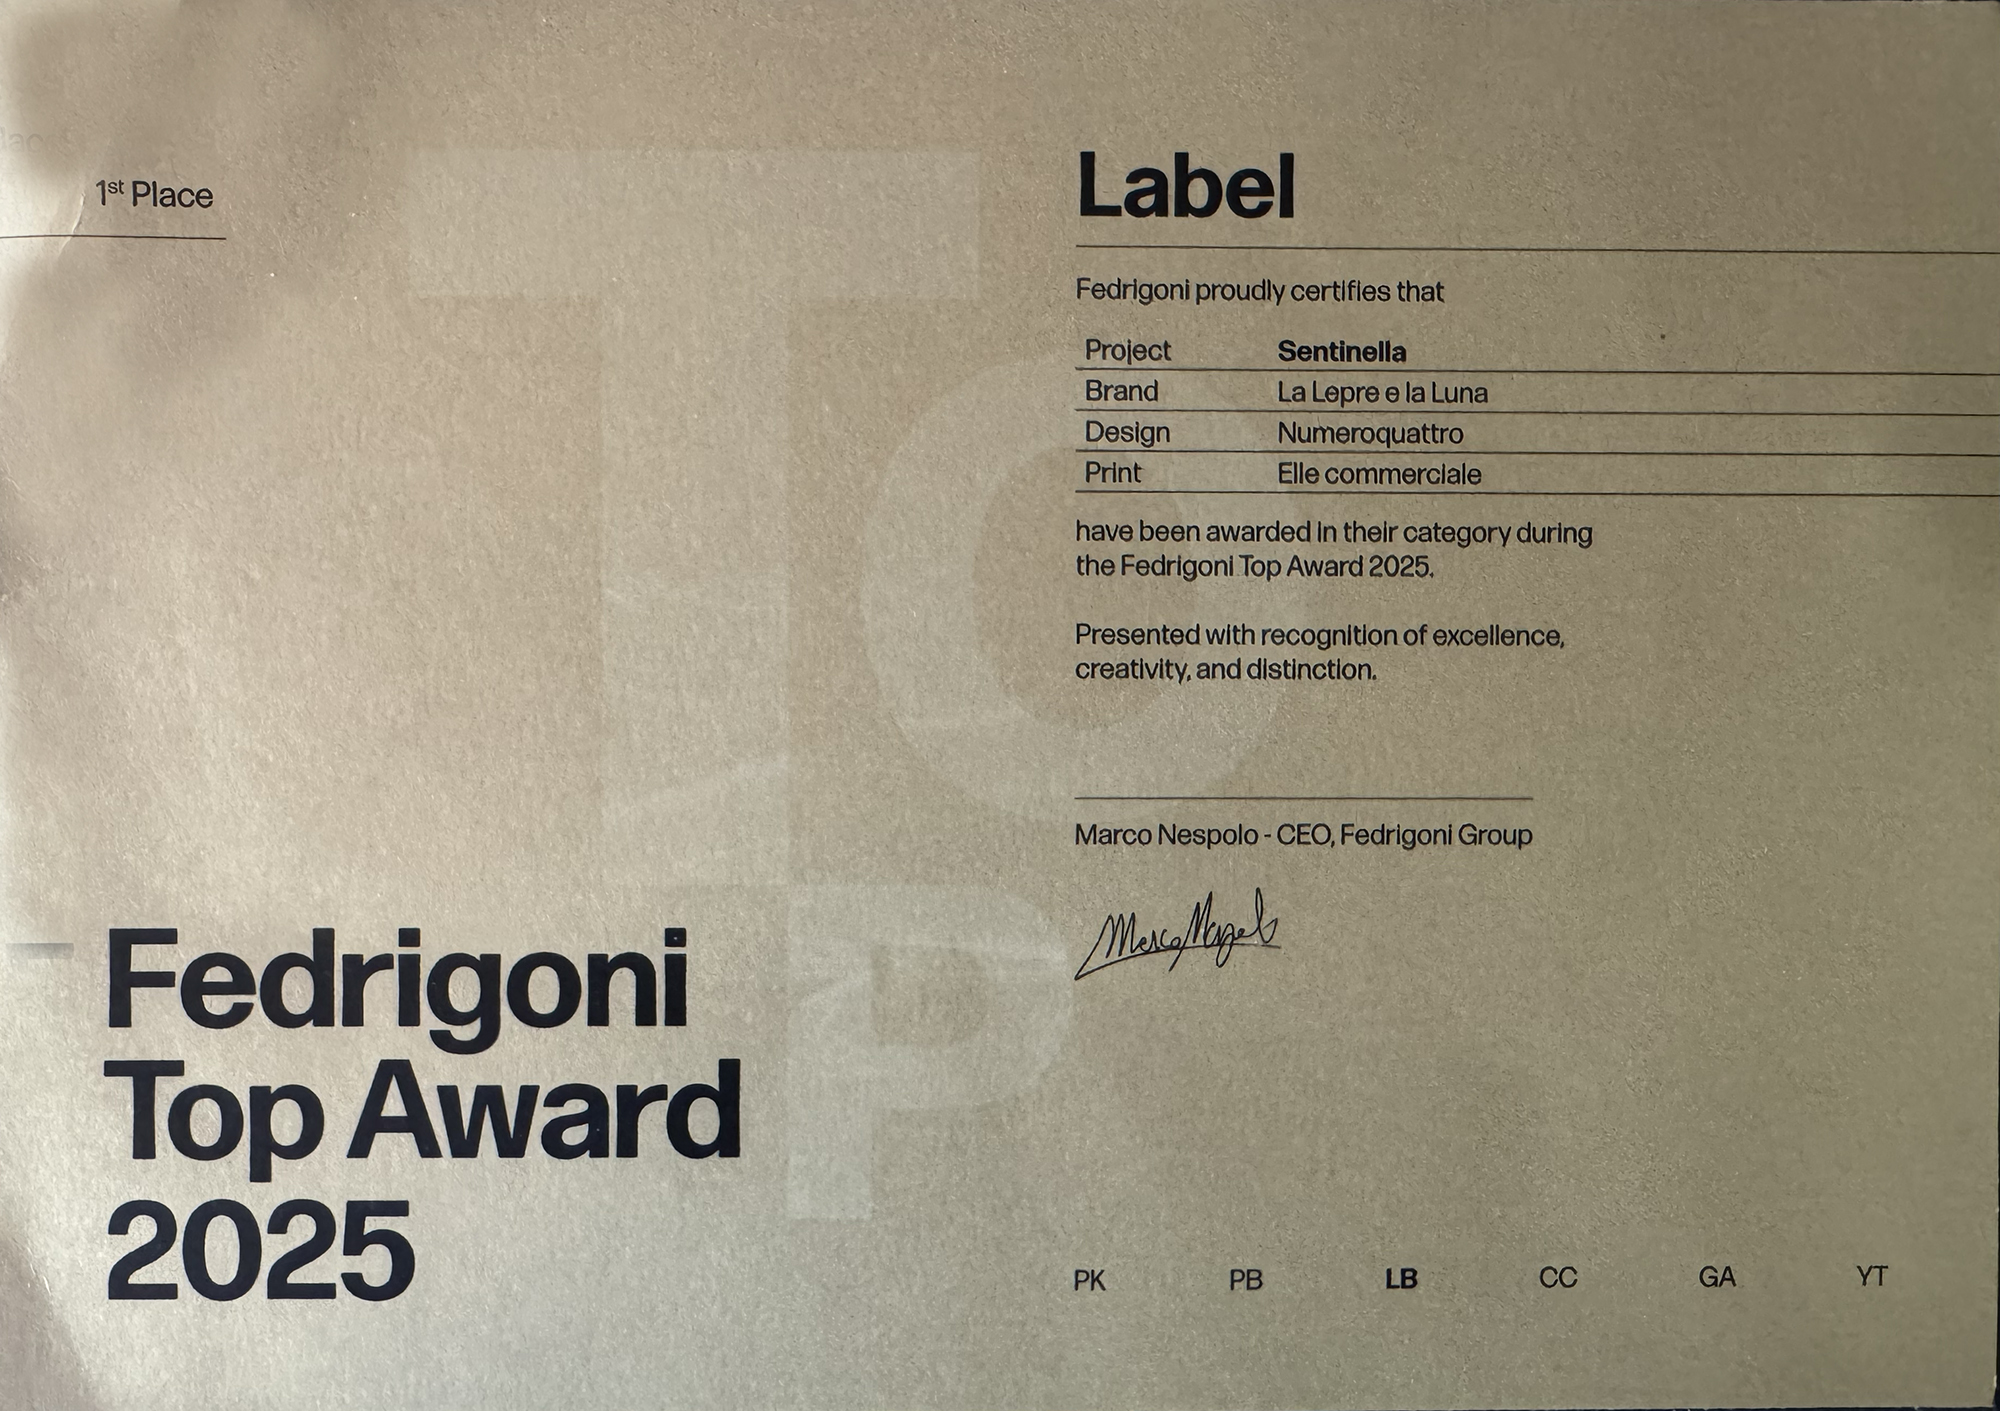 1st Place
Label
Fedrigoni proudly certifies that
Project Sentinella
Brand La Lepre e la Luna
Design Numeroquattro
Print Elle commerciale
have been awarded in their category during
the Fedrigoni Top Award 2025.
Presented with recognition of excellence,
creativity, and distinction.
Marco Nespolo - CEO, Fedrigoni Group
Fedrigoni
Top Award
2025
TOP
PK PB LB CC GA YT